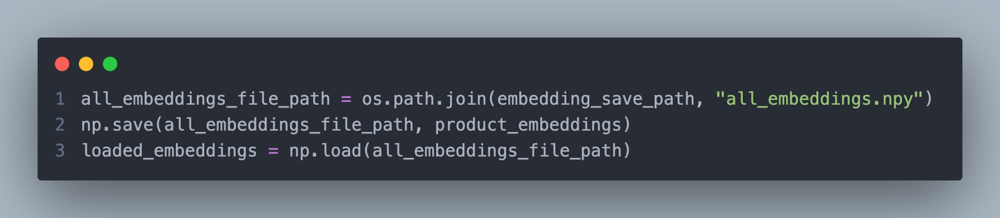 1 all_embeddings_file_path = os.path.join(embedding_save_path, "all_embeddings.npy")
2 np.save(all_embeddings_file_path, product_embeddings)
3 loaded_embeddings = np.load(all_embeddings_file_path)